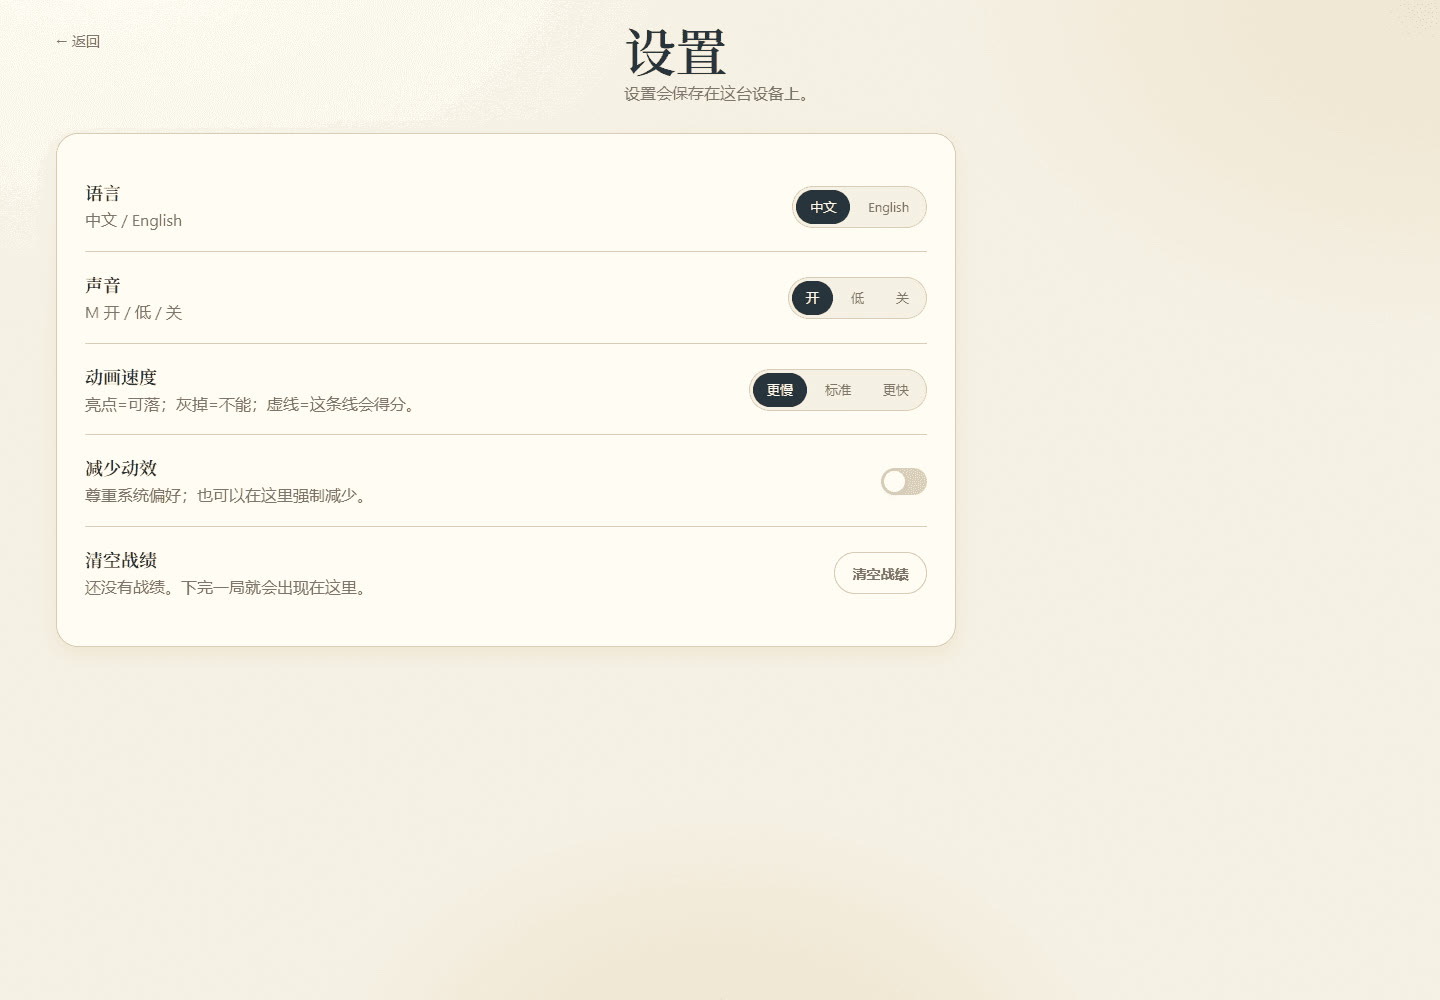 ← 返回
设置
设置会保存在这台设备上。
语言
中文 / English
中文 English
声音
M 开 / 低 / 关
开 低 关
动画速度
亮点=可落；灰掉=不能；虚线=这条线会得分。
更慢 标准 更快
减少动效
尊重系统偏好；也可以在这里强制减少。
清空战绩
还没有战绩。下完一局就会出现在这里。
清空战绩